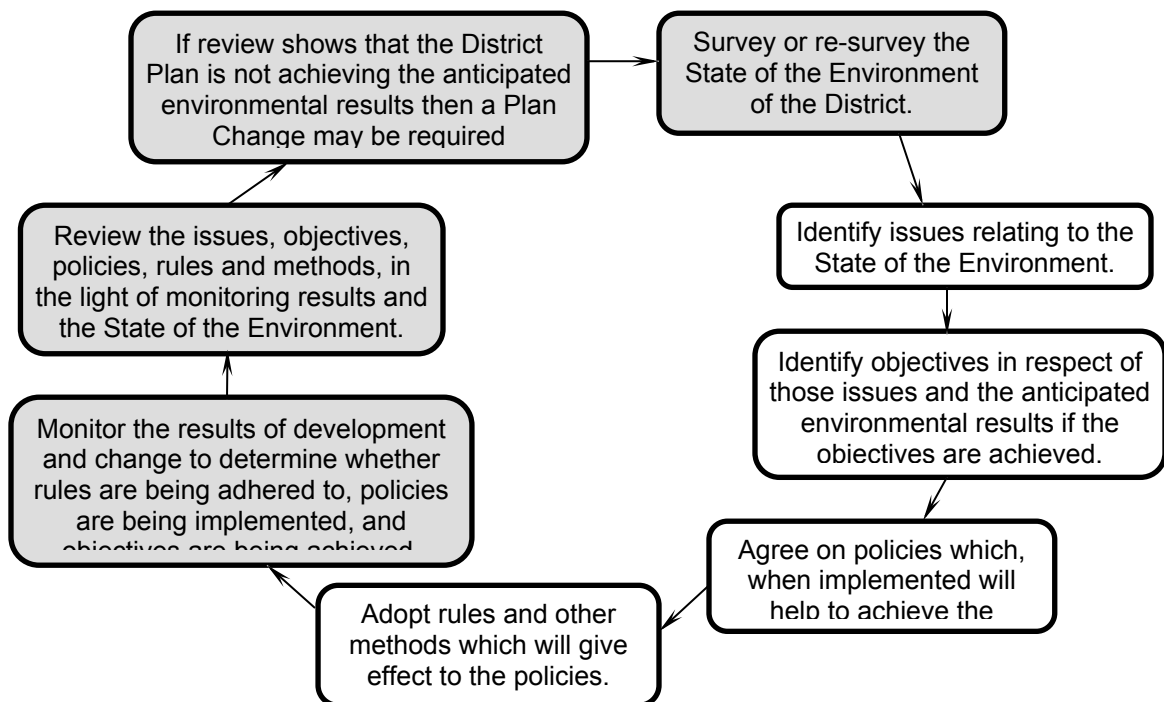 If review shows that the District
Plan is not achieving the anticipated
environmental results then a Plan
Change may be required
Survey or re-survey the
State of the Environment
of the District.
Identify issues relating to the
State of the Environment.
Identify objectives in respect of
those issues and the anticipated
environmental results if the
objectives are achieved.
Agree on policies which,
when implemented will
help to achieve the
Adopt rules and other
methods which will give
effect to the policies.
Monitor the results of development
and change to determine whether
rules are being adhered to, policies
are being implemented, and
objectives are being achieved
Review the issues, objectives,
policies, rules and methods, in
the light of monitoring results and
the State of the Environment.